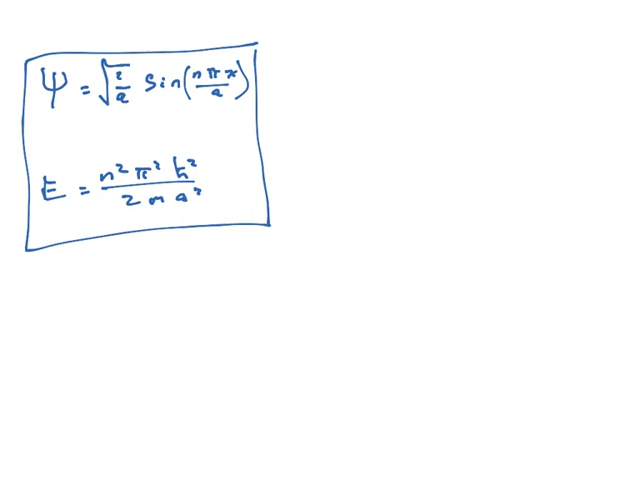 ψ = √(2/a) sin(nπx/a)
E = n²π²ħ²/2ma²